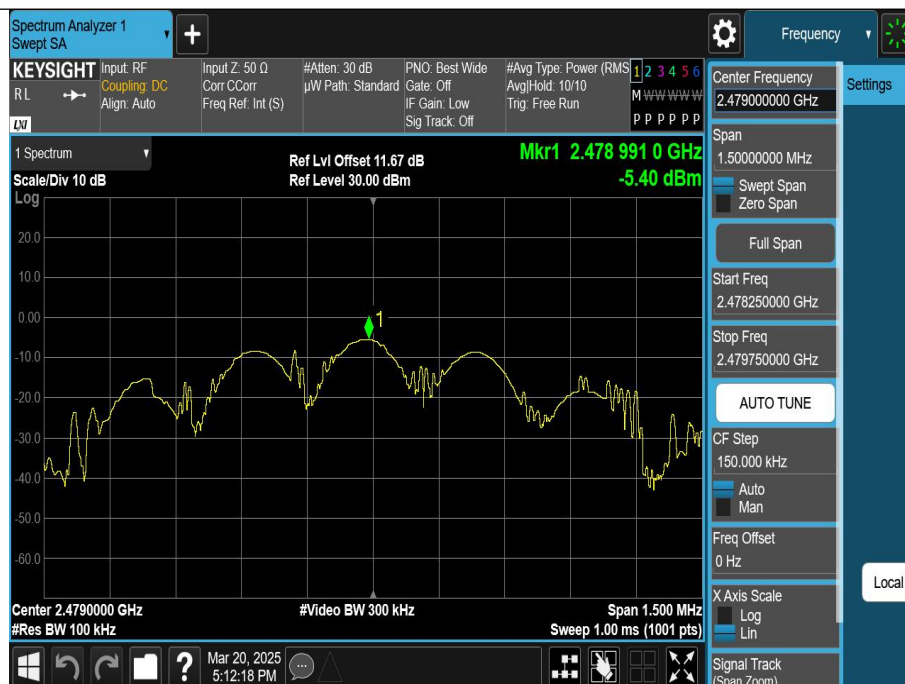 Spectrum Analyzer 1
Swept SA
Frequency
KEYSIGHT
RL
LXI
Input: RF
Coupling: DC
Align: Auto
Input Z: 50 Ω
Corr CCorr
Freq Ref: Int (S)
#Atten: 30 dB
µW Path: Standard
PNO: Best Wide
Gate: Off
IF Gain: Low
Sig Track: Off
#Avg Type: Power (RMS
Avg|Hold: 10/10
Trig: Free Run
1 2 3 4 5 6
M W W W W W
P P P P P P
Center Frequency
2.479000000 GHz
Settings
Span
1.50000000 MHz
Swept Span
Zero Span
Full Span
Start Freq
2.478250000 GHz
Stop Freq
2.479750000 GHz
AUTO TUNE
CF Step
150.000 kHz
Auto
Man
Freq Offset
0 Hz
X Axis Scale
Log
Lin
Signal Track
(Span Zoom)
Local
1 Spectrum
Scale/Div 10 dB
Ref Lvl Offset 11.67 dB
Ref Level 30.00 dBm
Mkr1 2.478 991 0 GHz
-5.40 dBm
Log
20.0
10.0
0.00
-10.0
-20.0
-30.0
-40.0
-50.0
-60.0
1
Center 2.4790000 GHz
#Res BW 100 kHz
#Video BW 300 kHz
Span 1.500 MHz
Sweep 1.00 ms (1001 pts)
Mar 20, 2025
5:12:18 PM